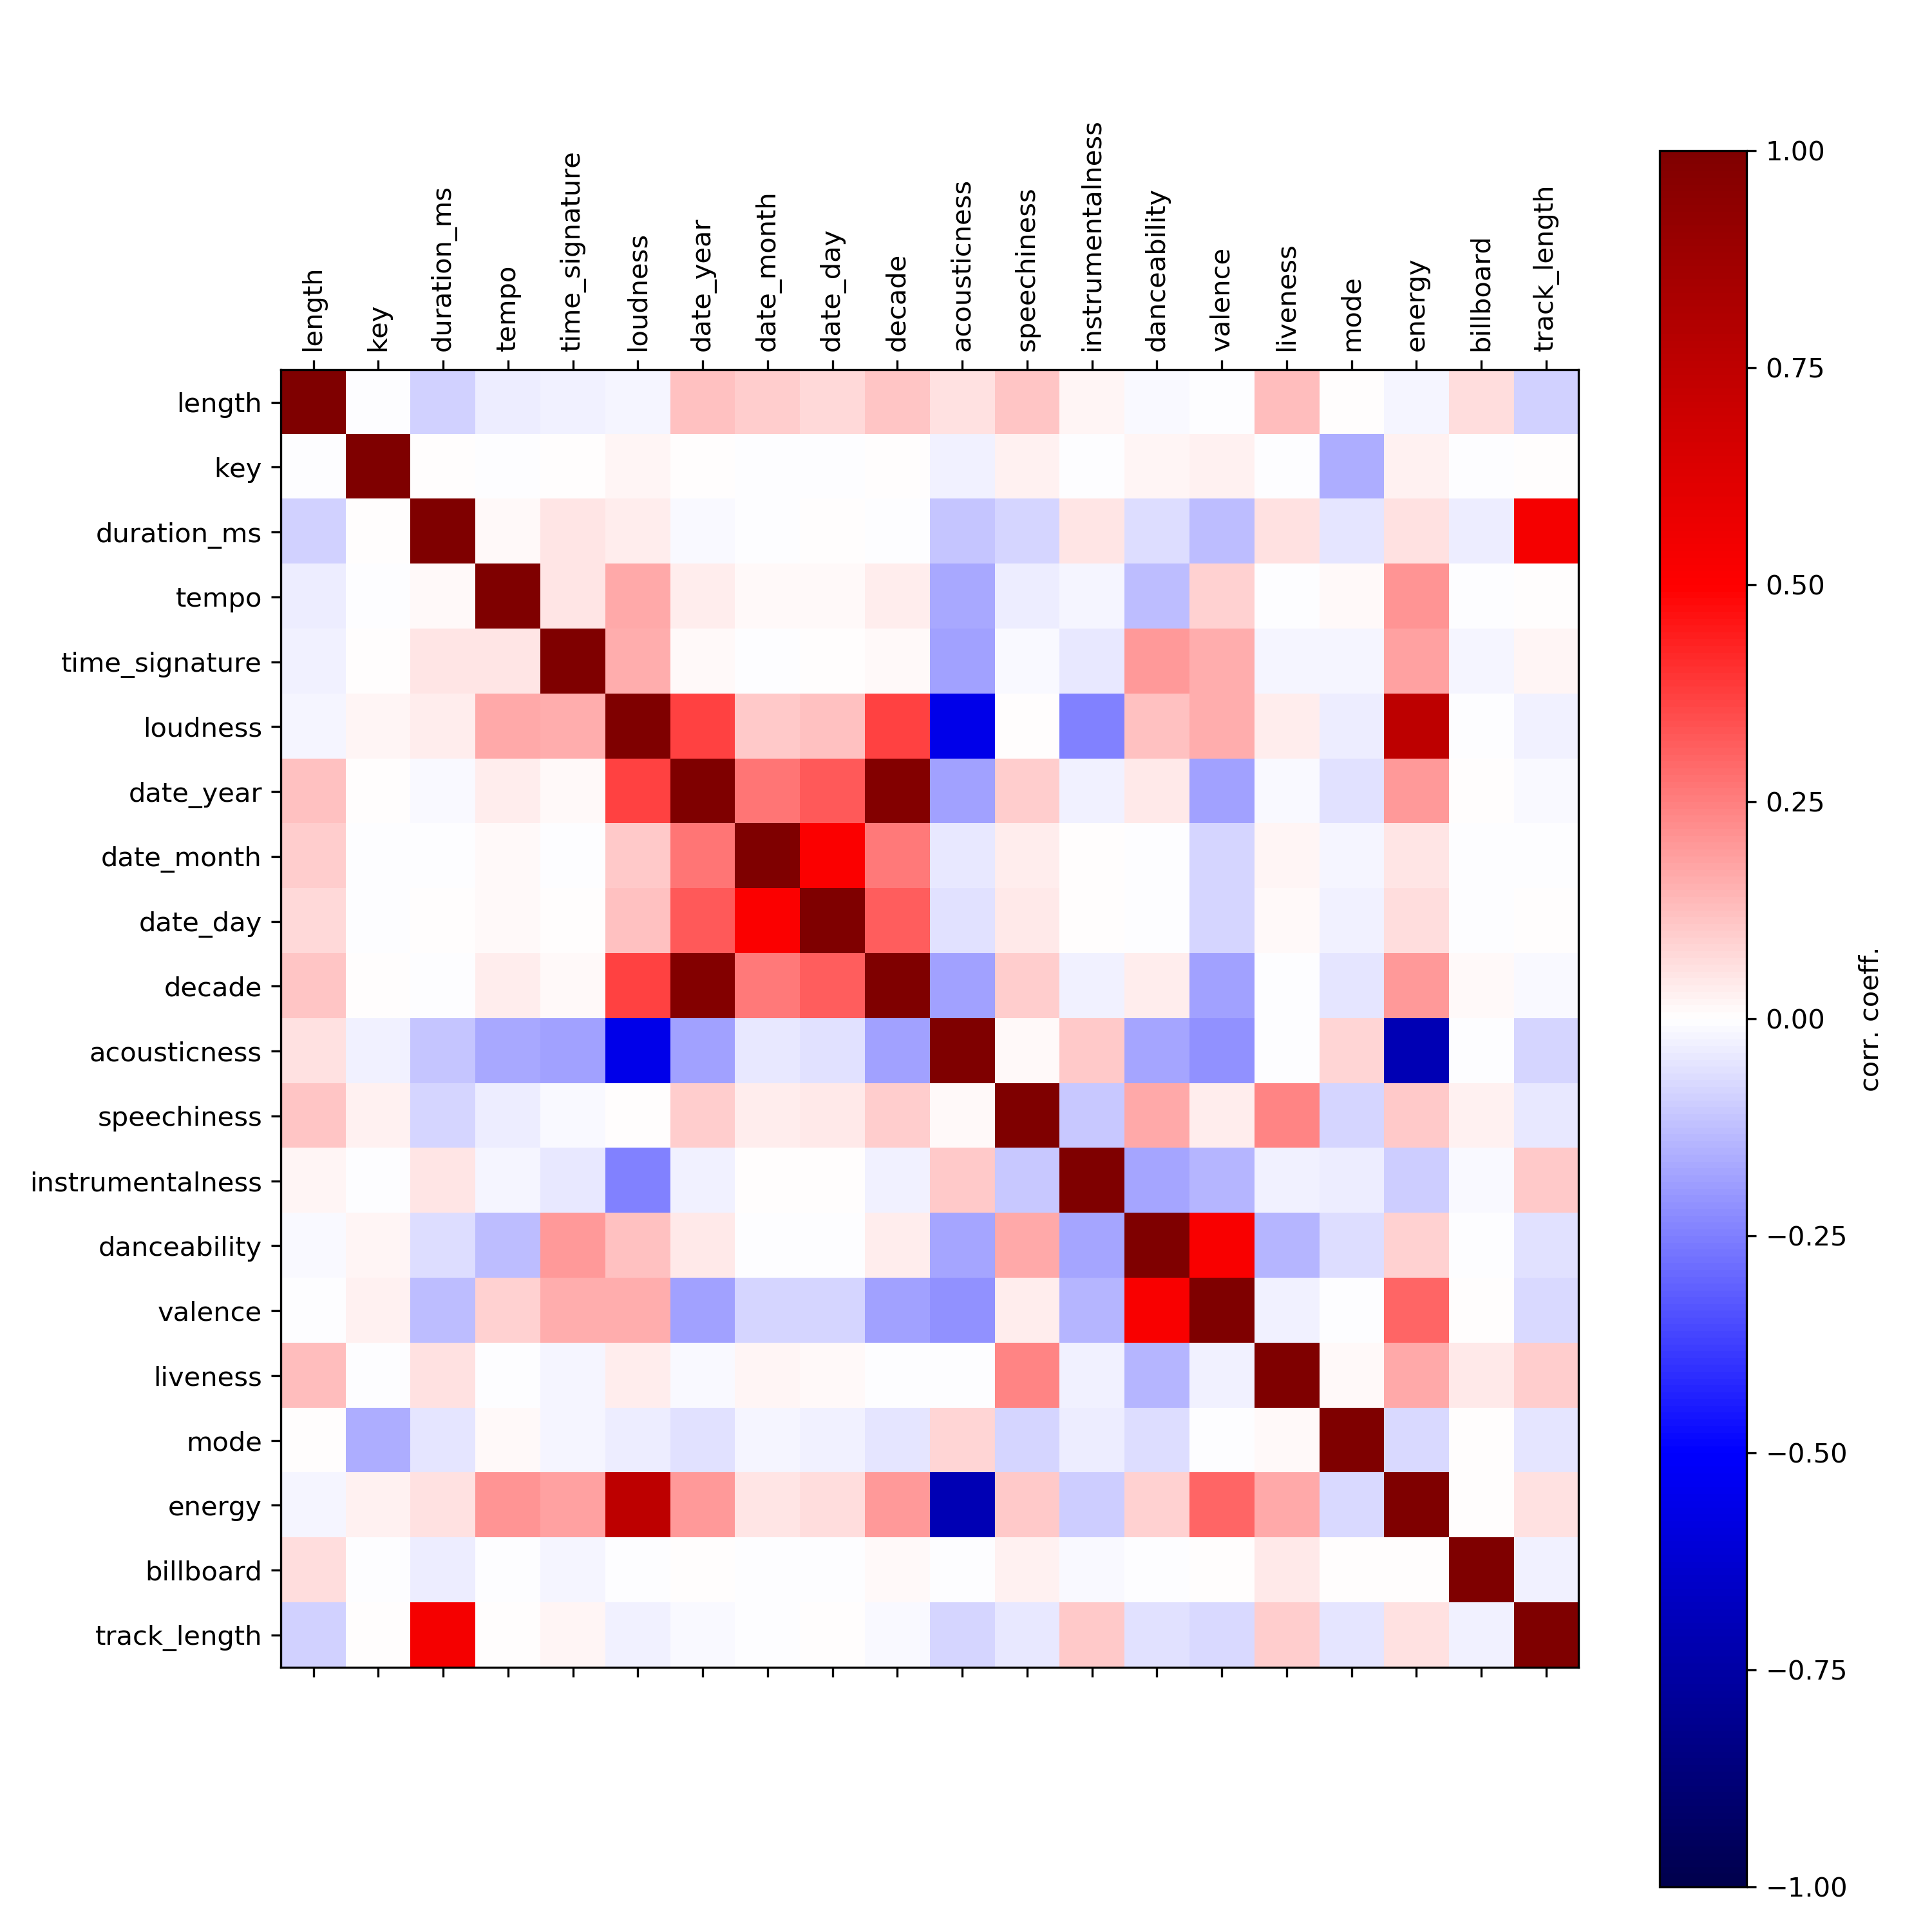 length
key
duration_ms
tempo
time_signature
loudness
date_year
date_month
date_day
decade
acousticness
speechiness
instrumentalness
danceability
valence
liveness
mode
energy
billboard
track_length
length
key
duration_ms
tempo
time_signature
loudness
date_year
date_month
date_day
decade
acousticness
speechiness
instrumentalness
danceability
valence
liveness
mode
energy
billboard
track_length
1.00
0.75
0.50
0.25
0.00
−0.25
−0.50
−0.75
−1.00
corr. coeff.